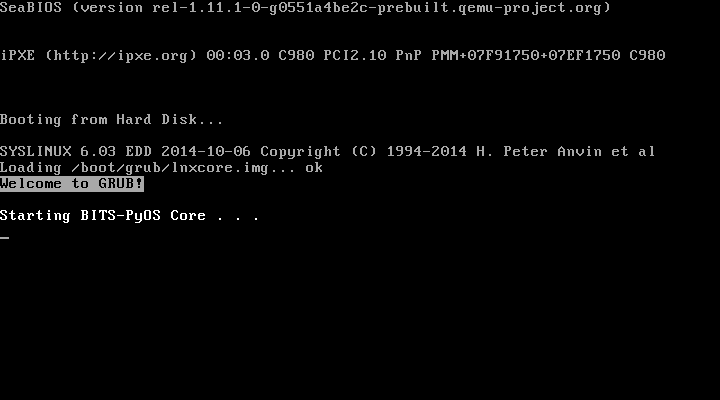 SeaBIOS (version rel-1.11.1-0-g0551a4be2c-prebuilt.qemu-project.org)
iPXE (http://ipxe.org) 00:03.0 C980 PCI2.10 PnP PMM+07F91750+07EF1750 C980
Booting from Hard Disk...
SYSLINUX 6.03 EDD 2014-10-06 Copyright (C) 1994-2014 H. Peter Anvin et al
Loading /boot/grub/lnxcore.img... ok
Welcome to GRUB!
Starting BITS-PyOS Core . . .
_